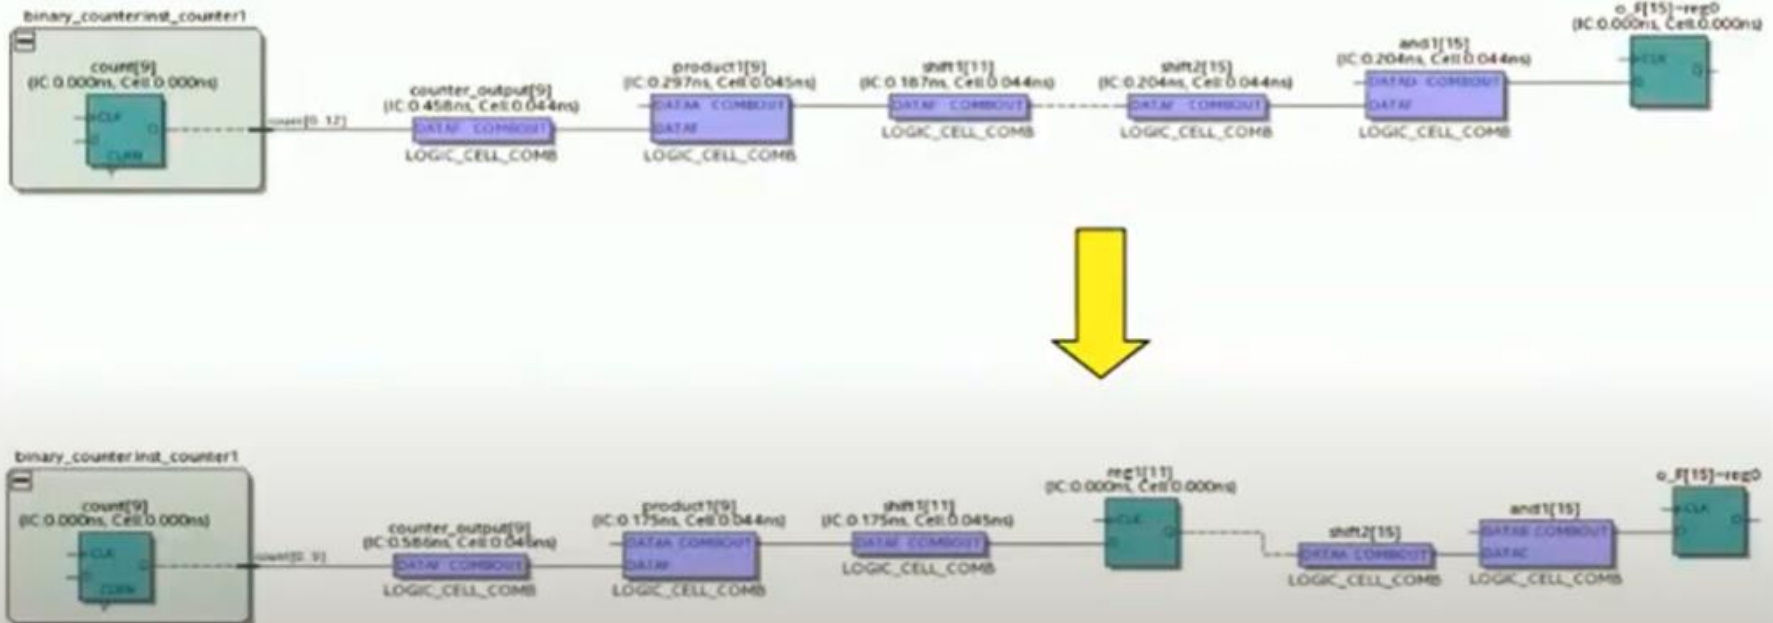 binary_counter:inst_counter1
count[9]
(IC:0.000ns, Cell:0.000ns)
CLK
D
Q
CLRN
count[0..12]
counter_output[9]
(IC:0.458ns, Cell:0.044ns)
DATAF COMBOUT
LOGIC_CELL_COMB
product1[9]
(IC:0.297ns, Cell:0.045ns)
DATAA COMBOUT
DATAF
LOGIC_CELL_COMB
shift1[11]
(IC:0.187ns, Cell:0.044ns)
DATAF COMBOUT
LOGIC_CELL_COMB
shift2[15]
(IC:0.204ns, Cell:0.044ns)
DATAF COMBOUT
LOGIC_CELL_COMB
and1[15]
(IC:0.204ns, Cell:0.044ns)
COMBOUT
DATAF
LOGIC_CELL_COMB
o_F[15]~reg0
(IC:0.000ns, Cell:0.000ns)
CLK
D
Q
binary_counter:inst_counter1
count[9]
(IC:0.000ns, Cell:0.000ns)
CLK
Q
CLRN
count[0..9]
counter_output[9]
(IC:0.586ns,
DATAF COMBOUT
LOGIC_CELL_COMB
product1[9]
(IC:0.175ns, Cell:0.044ns)
DATAA COMBOUT
DATAF
LOGIC_CELL_COMB
shift1[11]
(IC:0.175ns, Cell:0.045ns)
COMBOUT
LOGIC_CELL_COMB
reg1[11]
(IC:0.000ns, Cell:0.000ns)
CLK
D
Q
shift2[15]
DATAA COMBOUT
LOGIC_CELL_COMB
and1[15]
COMBOUT
LOGIC_CELL_COMB
o_F[15]~reg0
CLK
D